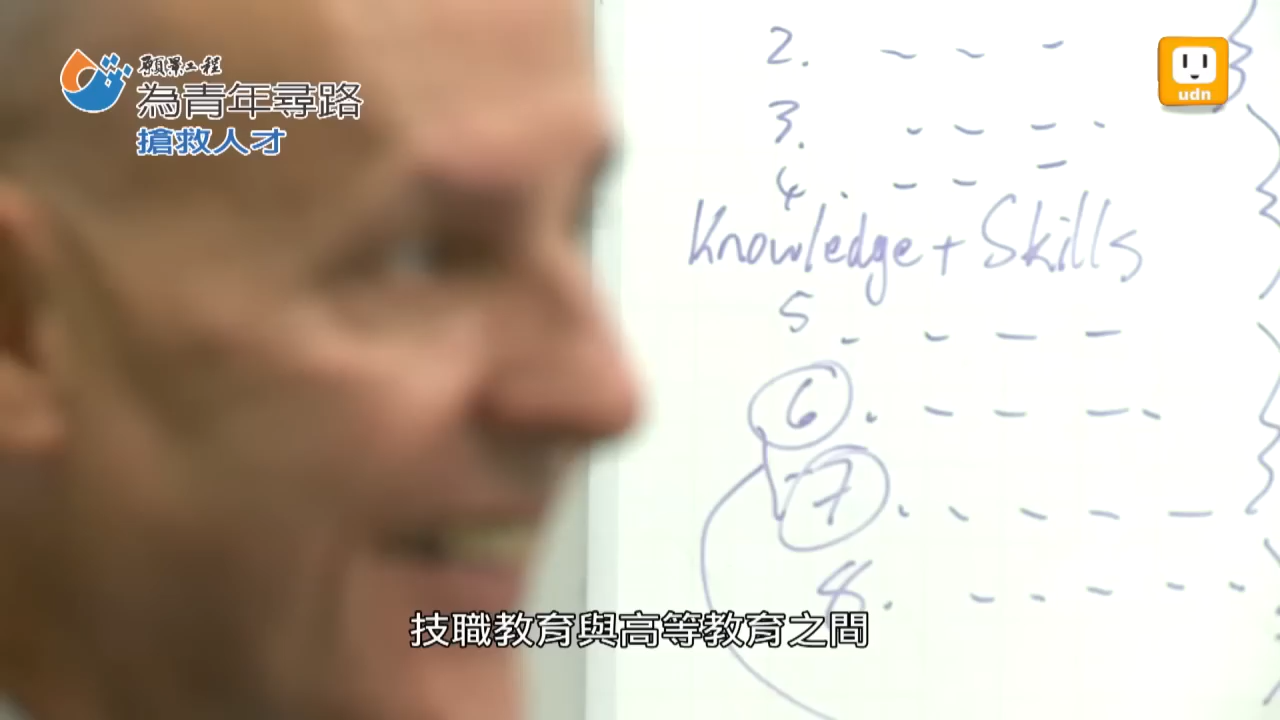 願景工程
為青年尋路
搶救人才
udn
2.
3.
4.
Knowledge + Skills
5.
6.
7.
8.
技職教育與高等教育之間